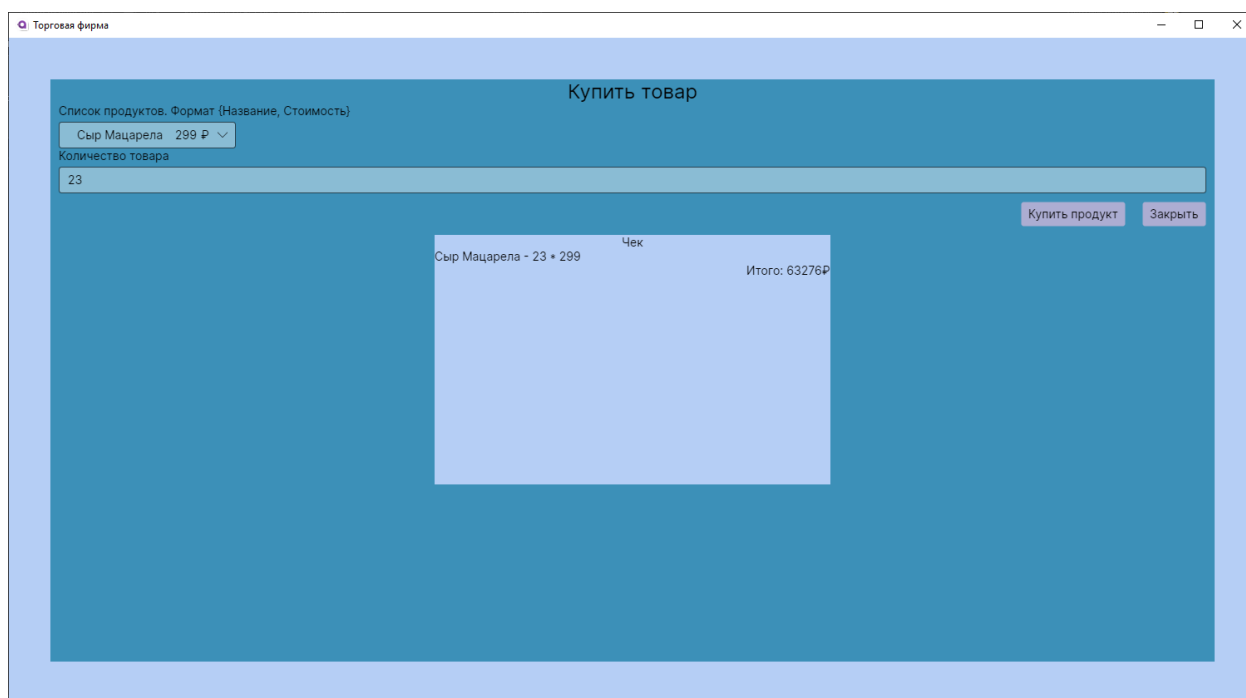 Торговая фирма
Купить товар
Список продуктов. Формат {Название, Стоимость}
Сыр Мацарела 299 ₽
Количество товара
23
Купить продукт Закрыть
Чек
Сыр Мацарела - 23 * 299
Итого: 63276₽